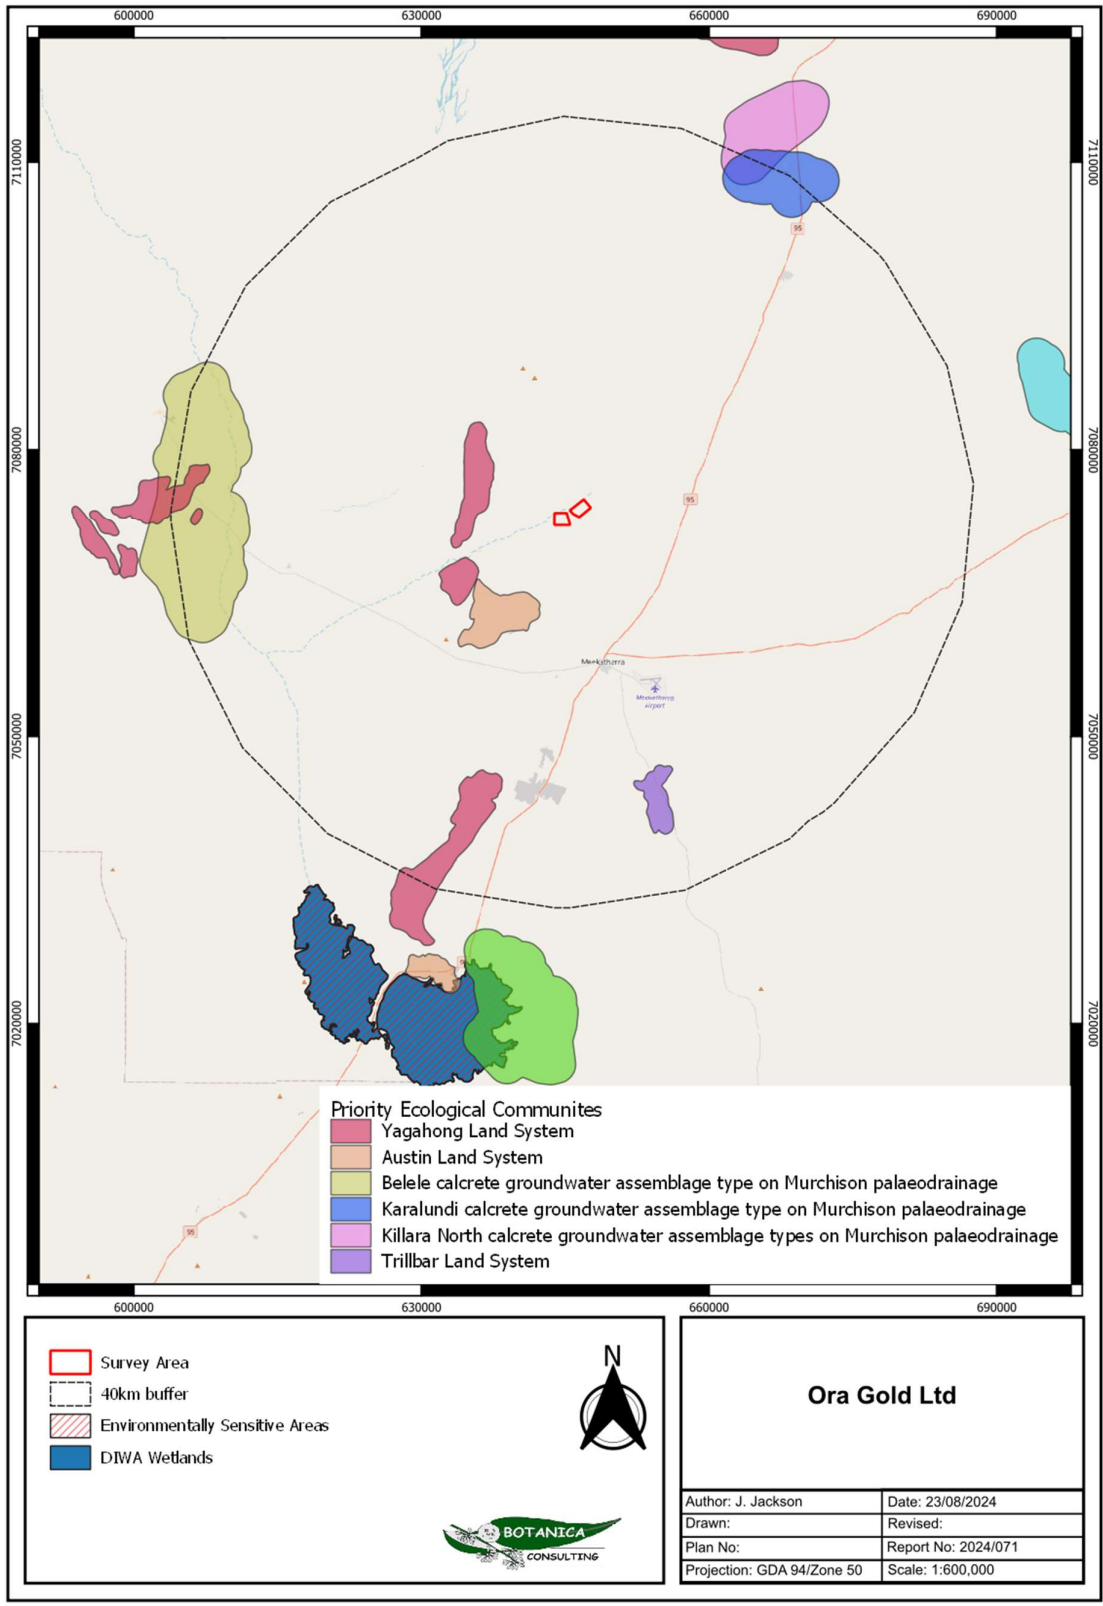 600000
630000
660000
690000
7110000
7110000
95
7080000
7080000
95
Meekatharra
Meekatharra
Airport
7050000
7050000
7020000
7020000
95
Priority Ecological Communites
Yagahong Land System
Austin Land System
Belele calcrete groundwater assemblage type on Murchison palaeodrainage
Karalundi calcrete groundwater assemblage type on Murchison palaeodrainage
Killara North calcrete groundwater assemblage types on Murchison palaeodrainage
Trillbar Land System
600000
630000
660000
690000
Survey Area
40km buffer
Environmentally Sensitive Areas
DIWA Wetlands
N
BOTANICA
CONSULTING
Ora Gold Ltd
Author: J. Jackson
Date: 23/08/2024
Drawn:
Revised:
Plan No:
Report No: 2024/071
Projection: GDA 94/Zone 50
Scale: 1:600,000